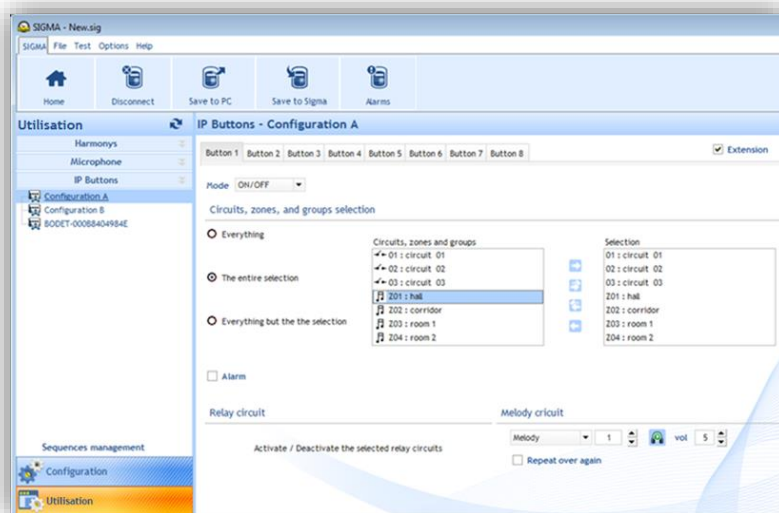 SIGMA - New.sig
SIGMA File Test Options Help
Home Disconnect Save to PC Save to Sigma Alarms
Utilisation
Harmonys
Microphone
IP Buttons
Configuration A
Configuration B
BODET-000B8404984E
Sequences management
Configuration
Utilisation
IP Buttons - Configuration A
Button 1 Button 2 Button 3 Button 4 Button 5 Button 6 Button 7 Button 8
Extension
Mode ON/OFF
Circuits, zones, and groups selection
Everything
The entire selection
Everything but the the selection
Circuits, zones and groups
01 : circuit 01
02 : circuit 02
03 : circuit 03
Z01 : hall
Z02 : corridor
Z03 : room 1
Z04 : room 2
Selection
01 : circuit 01
02 : circuit 02
03 : circuit 03
Z01 : hall
Z02 : corridor
Z03 : room 1
Z04 : room 2
Alarm
Relay circuit
Activate / Deactivate the selected relay circuits
Melody cricuit
Melody 1 vol 5
Repeat over again